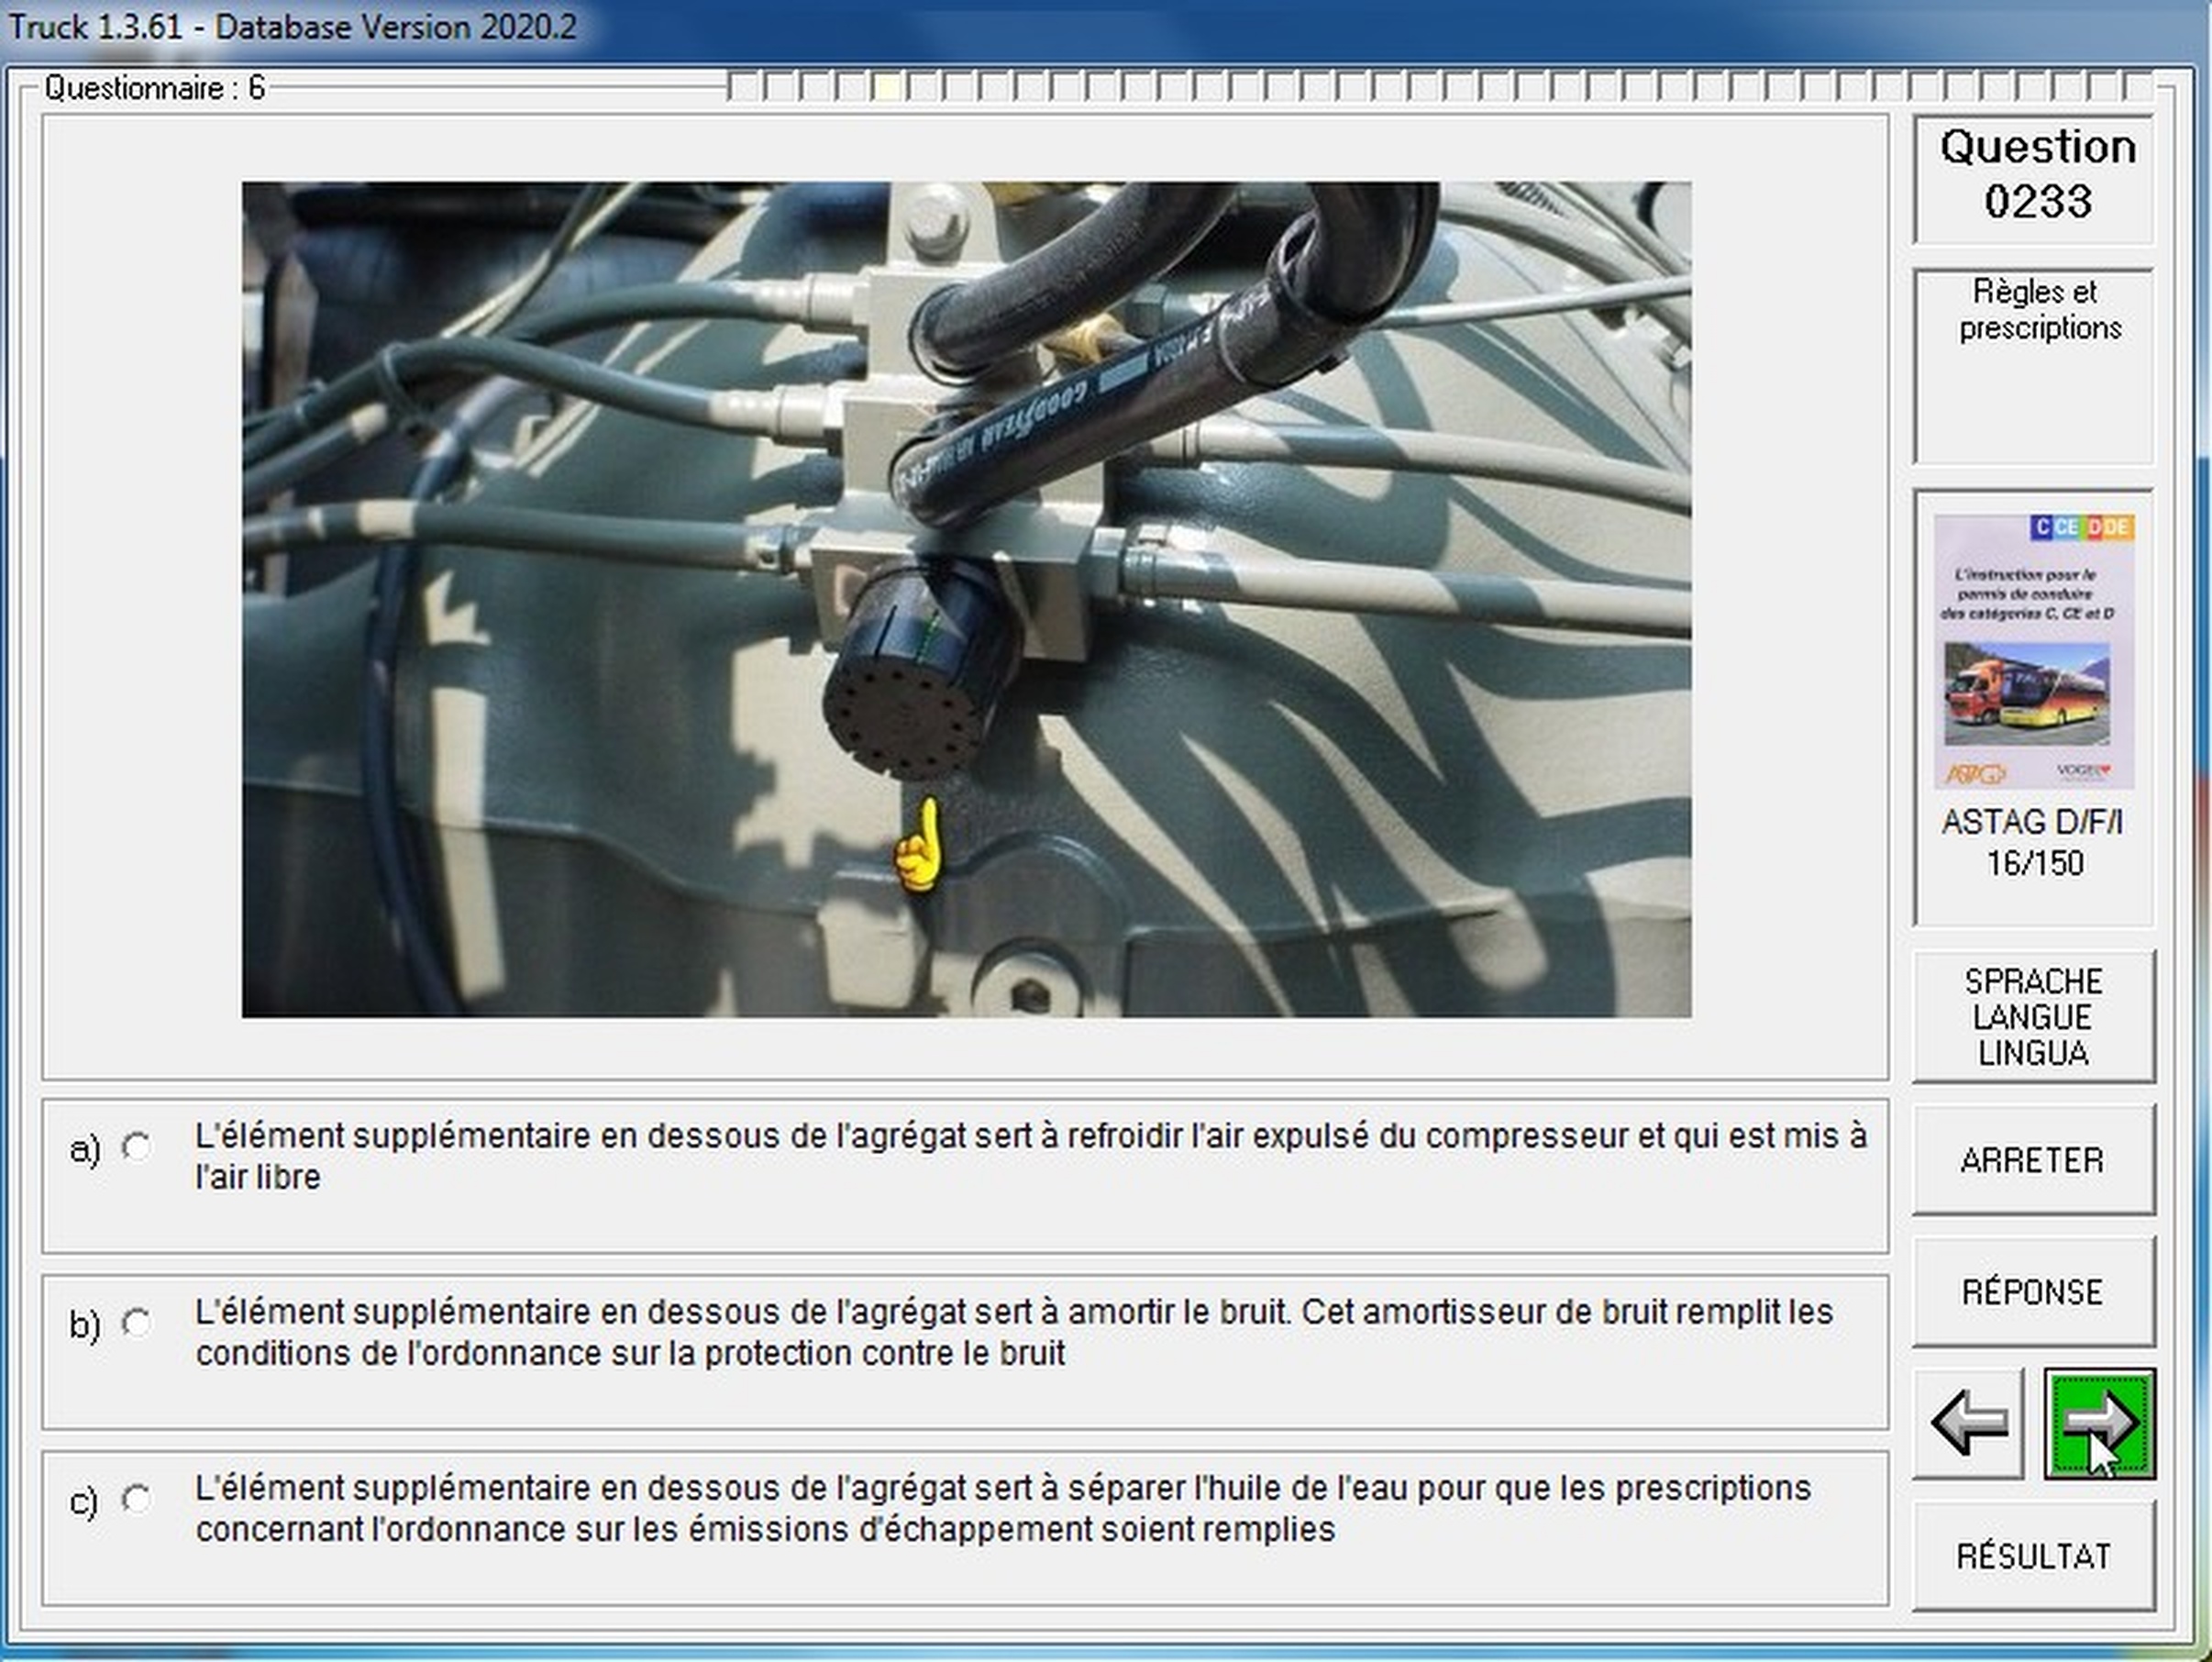 Truck 1.3.61 - Database Version 2020.2
Questionnaire : 6
Question
0233
Règles et
prescriptions
GOODYEAR
C CE D DE
L'instruction pour le
permis de conduire
des catégories C, CE et D
ASTAG
VOGEL
ASTAG D/F/I
16/150
SPRACHE
LANGUE
LINGUA
ARRETER
RÉPONSE
RÉSULTAT
a) L'élément supplémentaire en dessous de l'agrégat sert à refroidir l'air expulsé du compresseur et qui est mis à
l'air libre
b) L'élément supplémentaire en dessous de l'agrégat sert à amortir le bruit. Cet amortisseur de bruit remplit les
conditions de l'ordonnance sur la protection contre le bruit
c) L'élément supplémentaire en dessous de l'agrégat sert à séparer l'huile de l'eau pour que les prescriptions
concernant l'ordonnance sur les émissions d'échappement soient remplies